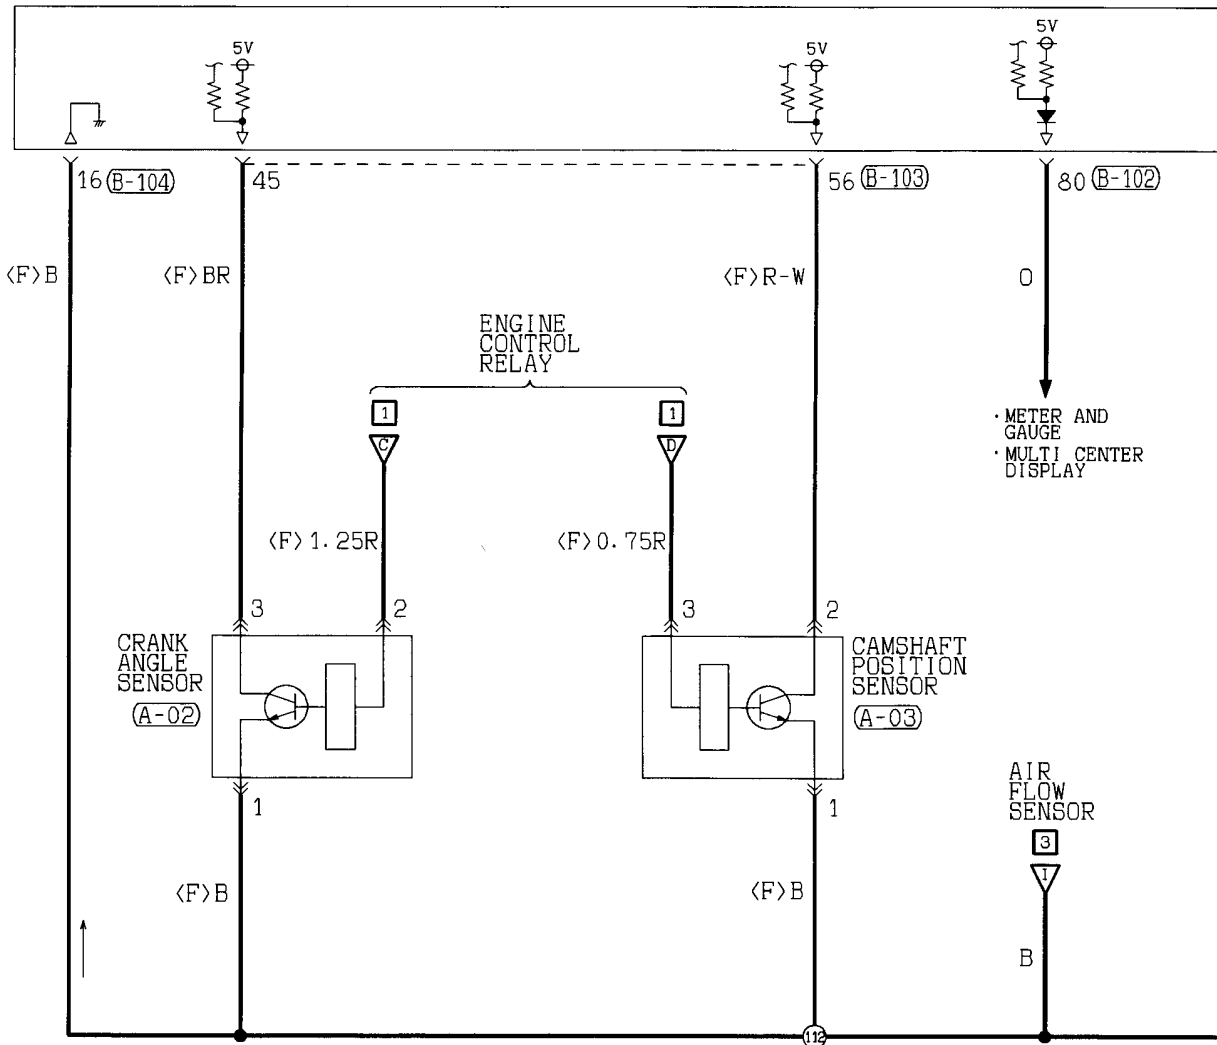 5V
5V
5V
16 (B-104)
45
56 (B-103)
80 (B-102)
<F>B
<F>BR
<F>R-W
O
ENGINE
CONTROL
RELAY
1
1
C
D
· METER AND
GAUGE
· MULTI CENTER
DISPLAY
<F>1.25R
<F>0.75R
3
2
3
2
CRANK
ANGLE
SENSOR
(A-02)
CAMSHAFT
POSITION
SENSOR
(A-03)
1
1
AIR
FLOW
SENSOR
3
I
<F>B
<F>B
B
112